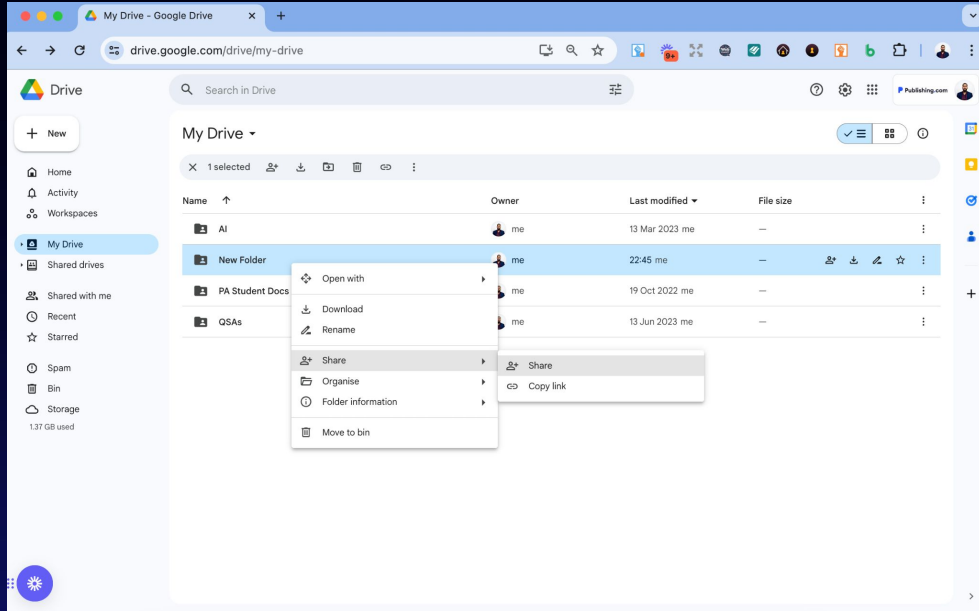 My Drive - Google Drive
drive.google.com/drive/my-drive
9+
Drive
Search in Drive
Publishing.com
New
My Drive
1 selected
Home
Activity
Workspaces
My Drive
Shared drives
Shared with me
Recent
Starred
Spam
Bin
Storage
1.37 GB used
Name Owner Last modified File size
AI me 13 Mar 2023 me —
New Folder me 22:45 me —
PA Student Docs me 19 Oct 2022 me —
QSAs me 13 Jun 2023 me —
Open with
Download
Rename
Share
Organise
Folder information
Move to bin
Share
Copy link